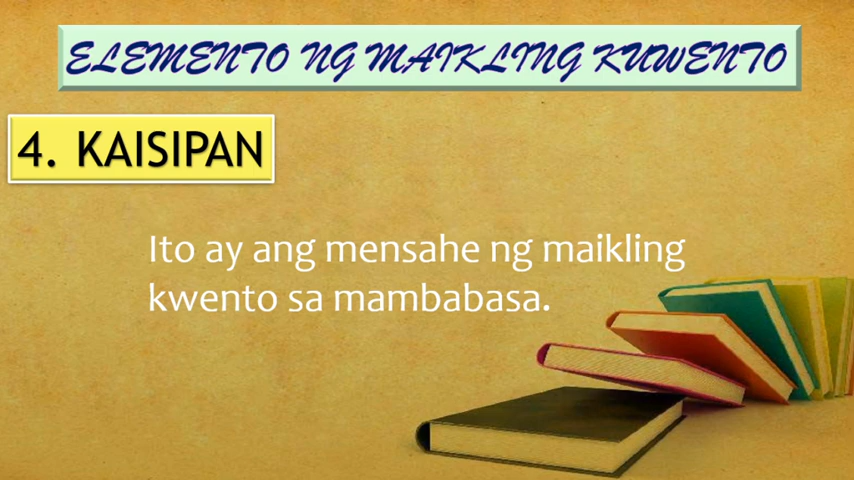 ELEMENTO NG MAIKLING KUWENTO
4. KAISIPAN
Ito ay ang mensahe ng maikling
kwento sa mambabasa.